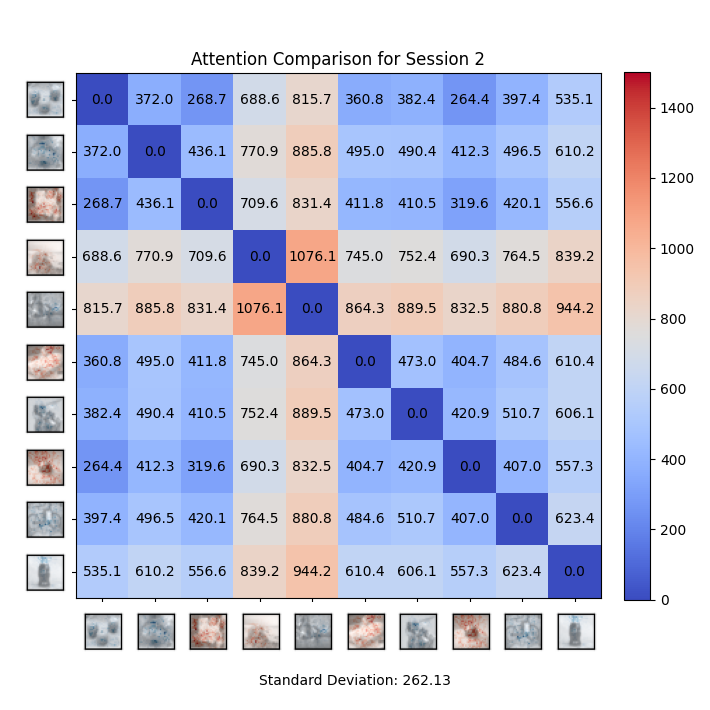 Attention Comparison for Session 2
0.0 372.0 268.7 688.6 815.7 360.8 382.4 264.4 397.4 535.1
372.0 0.0 436.1 770.9 885.8 495.0 490.4 412.3 496.5 610.2
268.7 436.1 0.0 709.6 831.4 411.8 410.5 319.6 420.1 556.6
688.6 770.9 709.6 0.0 1076.1 745.0 752.4 690.3 764.5 839.2
815.7 885.8 831.4 1076.1 0.0 864.3 889.5 832.5 880.8 944.2
360.8 495.0 411.8 745.0 864.3 0.0 473.0 404.7 484.6 610.4
382.4 490.4 410.5 752.4 889.5 473.0 0.0 420.9 510.7 606.1
264.4 412.3 319.6 690.3 832.5 404.7 420.9 0.0 407.0 557.3
397.4 496.5 420.1 764.5 880.8 484.6 510.7 407.0 0.0 623.4
535.1 610.2 556.6 839.2 944.2 610.4 606.1 557.3 623.4 0.0
1400
1200
1000
800
600
400
200
0
Standard Deviation: 262.13